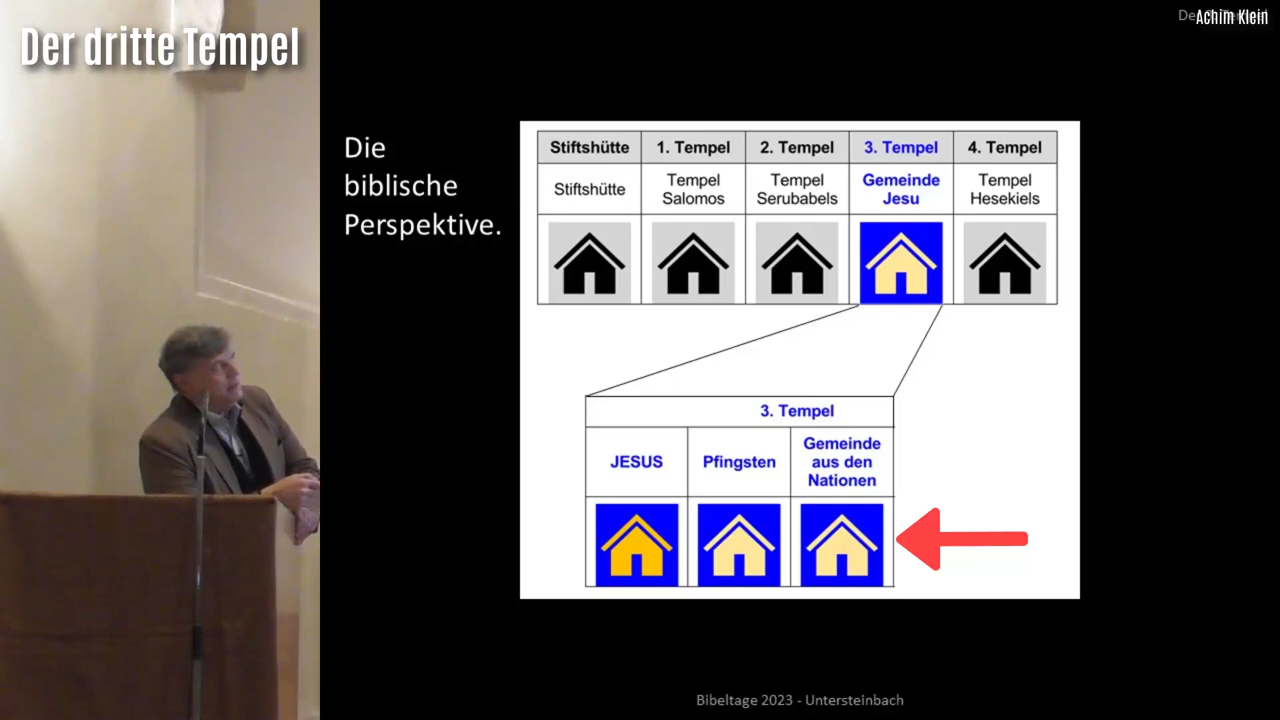 Der dritte Tempel
Achim Klein
Die
biblische
Perspektive.
Stiftshütte 1. Tempel 2. Tempel 3. Tempel 4. Tempel
Stiftshütte
Tempel
Salomos
Tempel
Serubabels
Gemeinde
Jesu
Tempel
Hesekiels
3. Tempel
JESUS
Pfingsten
Gemeinde
aus den
Nationen
Bibeltage 2023 - Untersteinbach